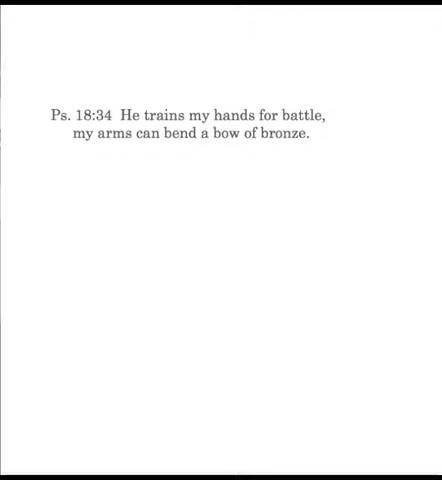 Ps. 18:34 He trains my hands for battle,
my arms can bend a bow of bronze.